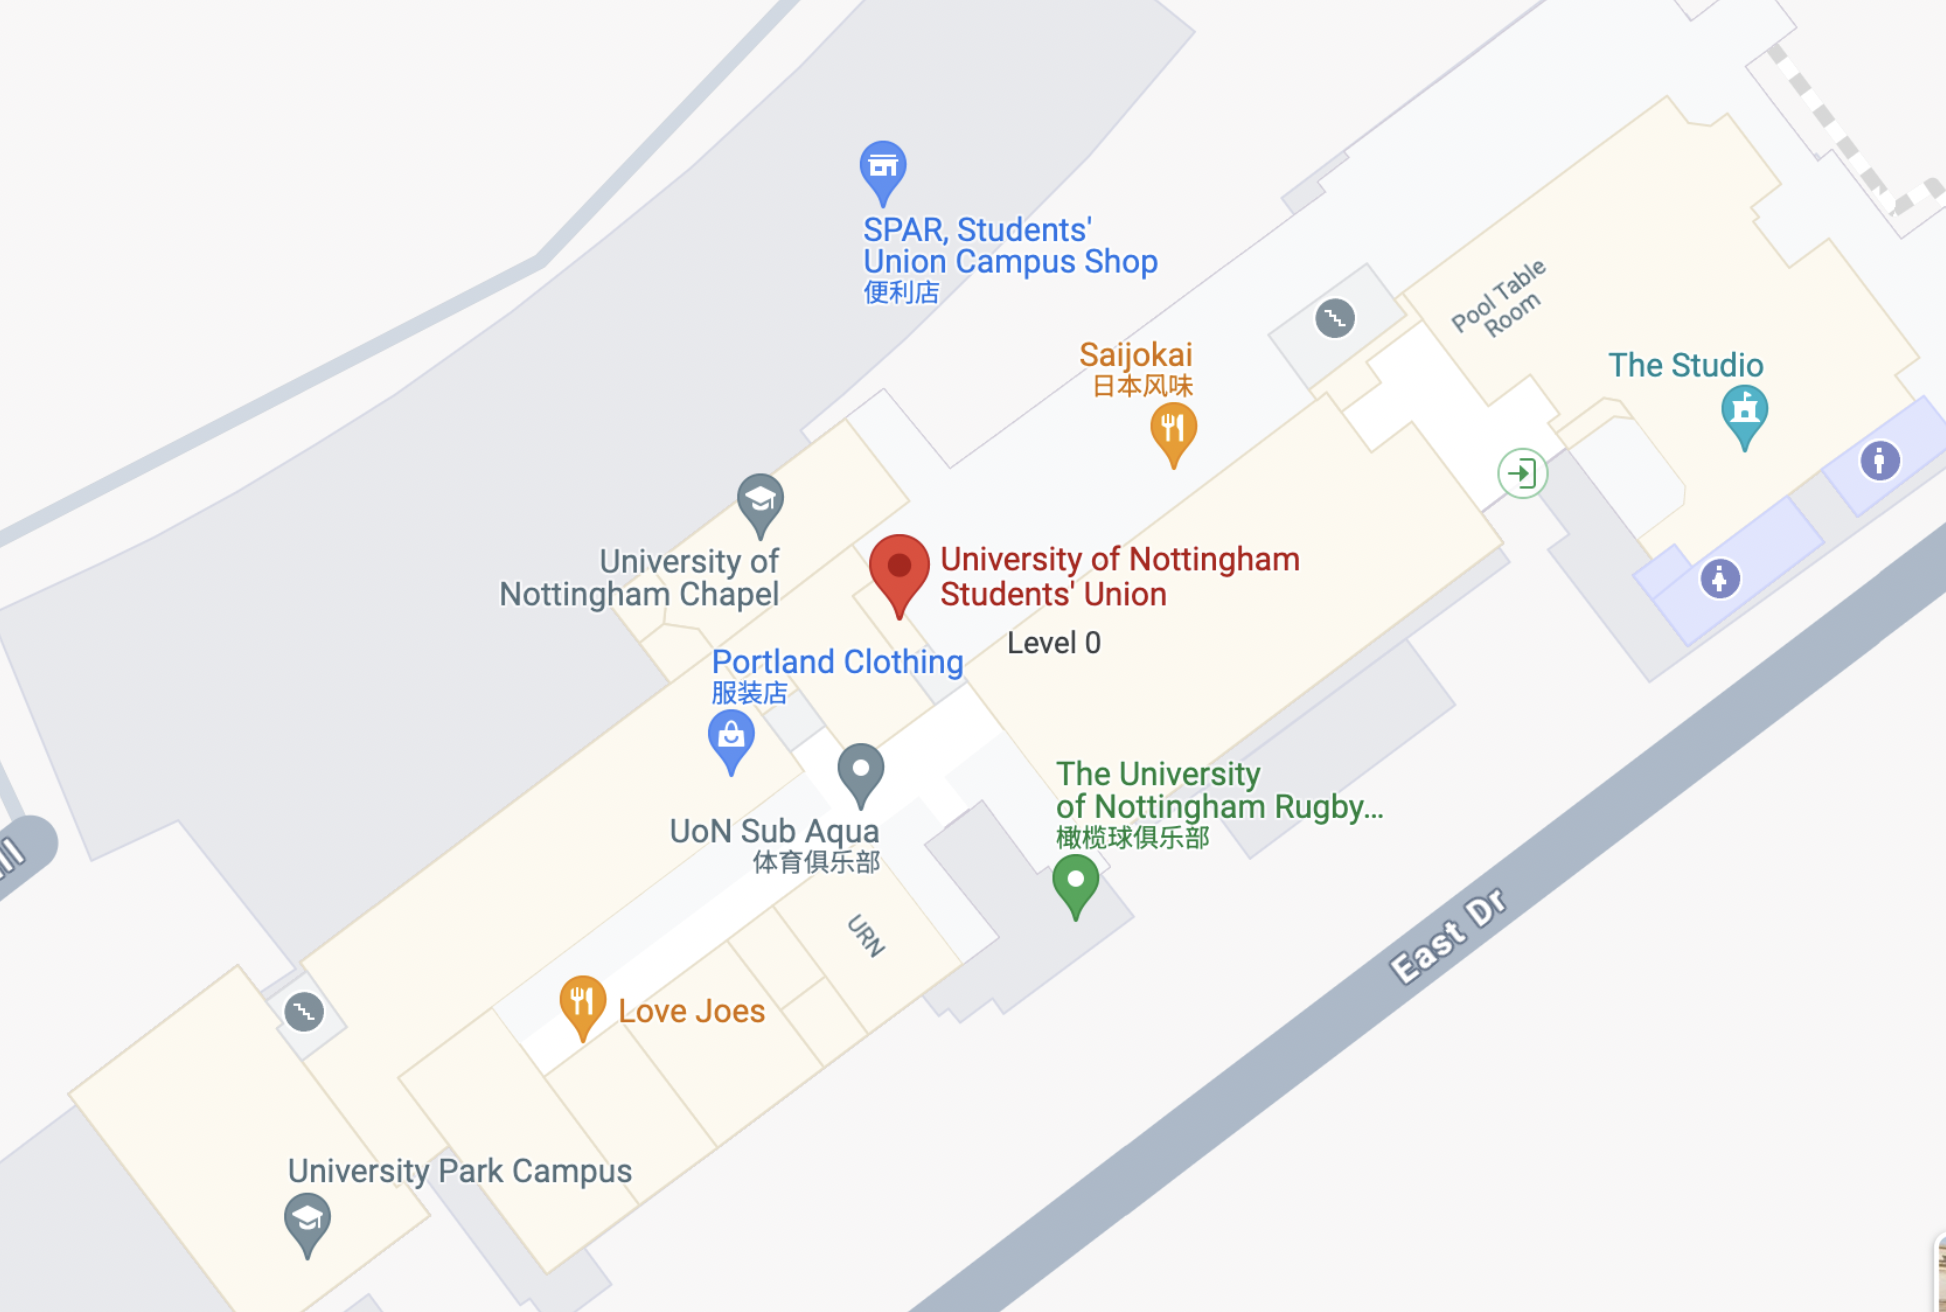 SPAR, Students'
Union Campus Shop
便利店
Pool Table
Room
Saijokai
日本风味
The Studio
University of
Nottingham Chapel
University of Nottingham
Students' Union
Level 0
Portland Clothing
服装店
The University
of Nottingham Rugby...
橄榄球俱乐部
UoN Sub Aqua
体育俱乐部
URN
East Dr
Love Joes
University Park Campus